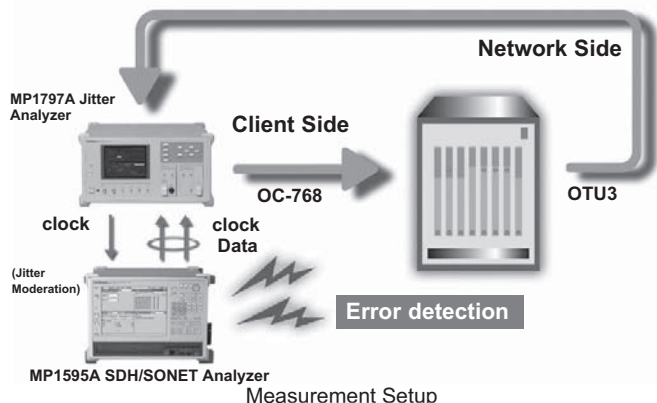 Network Side
MP1797A Jitter
Analyzer
Client Side
OC-768
OTU3
clock
clock
Data
(Jitter
Moderation)
Error detection
MP1595A SDH/SONET Analyzer
Measurement Setup